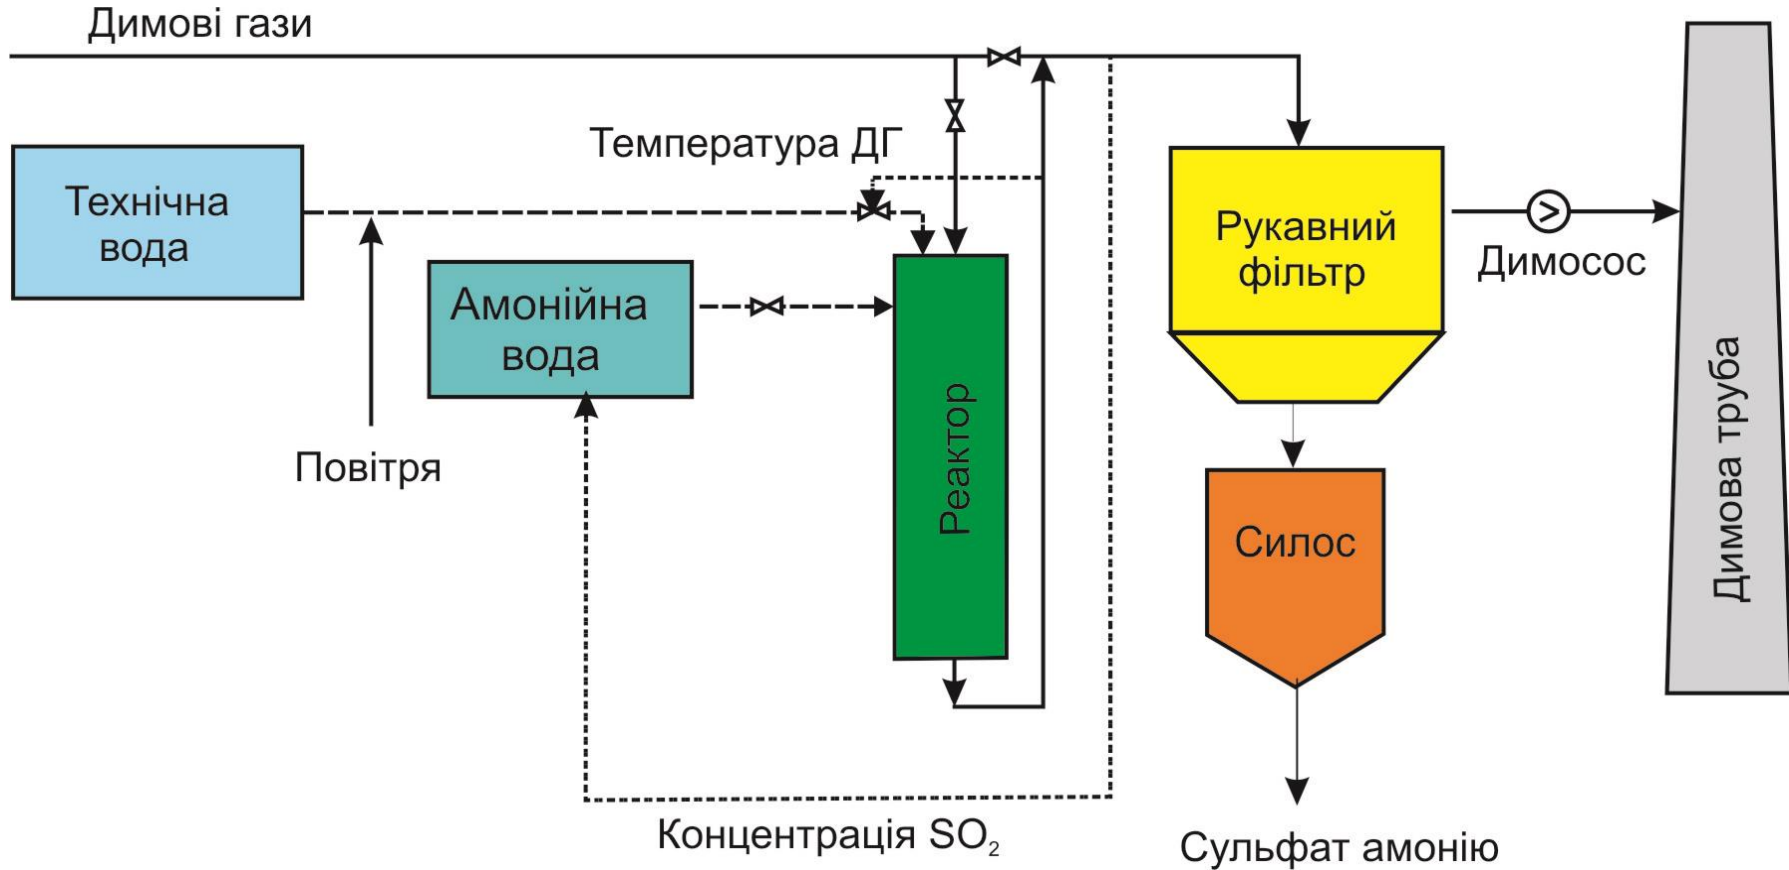 Димові гази
Температура ДГ
Технічна
вода
Рукавний
фільтр
Димосос
Амонійна
вода
Димова труба
Реактор
Повітря
Силос
Концентрація SO₂
Сульфат амонію